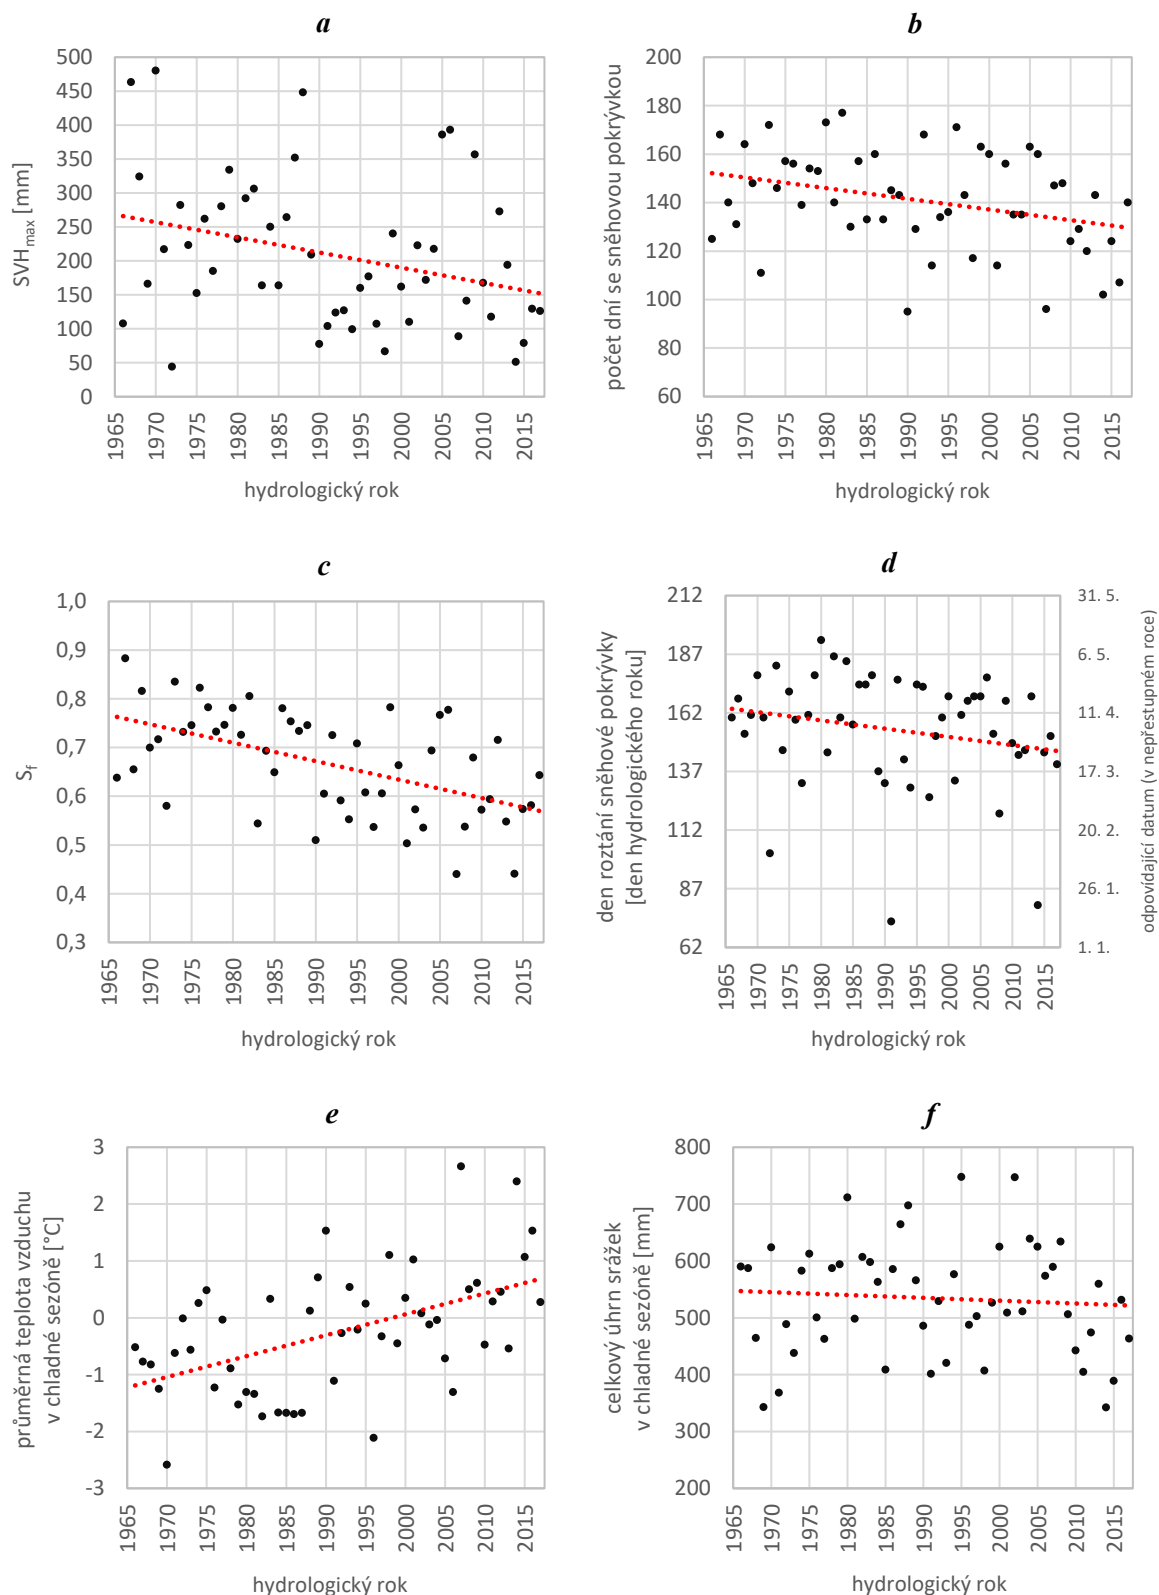 a
500
450
400
350
300
250
200
150
100
50
0
SVHmax [mm]
1965 1970 1975 1980 1985 1990 1995 2000 2005 2010 2015
hydrologický rok
b
200
180
160
140
120
100
80
60
počet dní se sněhovou pokrývkou
1965 1970 1975 1980 1985 1990 1995 2000 2005 2010 2015
hydrologický rok
c
1,0
0,9
0,8
0,7
0,6
0,5
0,4
0,3
Sf
1965 1970 1975 1980 1985 1990 1995 2000 2005 2010 2015
hydrologický rok
d
212
187
162
137
112
87
62
den roztání sněhové pokrývky
[den hydrologického roku]
31. 5.
6. 5.
11. 4.
17. 3.
20. 2.
26. 1.
1. 1.
odpovídající datum (v nepřestupném roce)
1965 1970 1975 1980 1985 1990 1995 2000 2005 2010 2015
hydrologický rok
e
3
2
1
0
-1
-2
-3
průměrná teplota vzduchu
v chladné sezóně [°C]
1965 1970 1975 1980 1985 1990 1995 2000 2005 2010 2015
hydrologický rok
f
800
700
600
500
400
300
200
celkový úhrn srážek
v chladné sezóně [mm]
1965 1970 1975 1980 1985 1990 1995 2000 2005 2010 2015
hydrologický rok